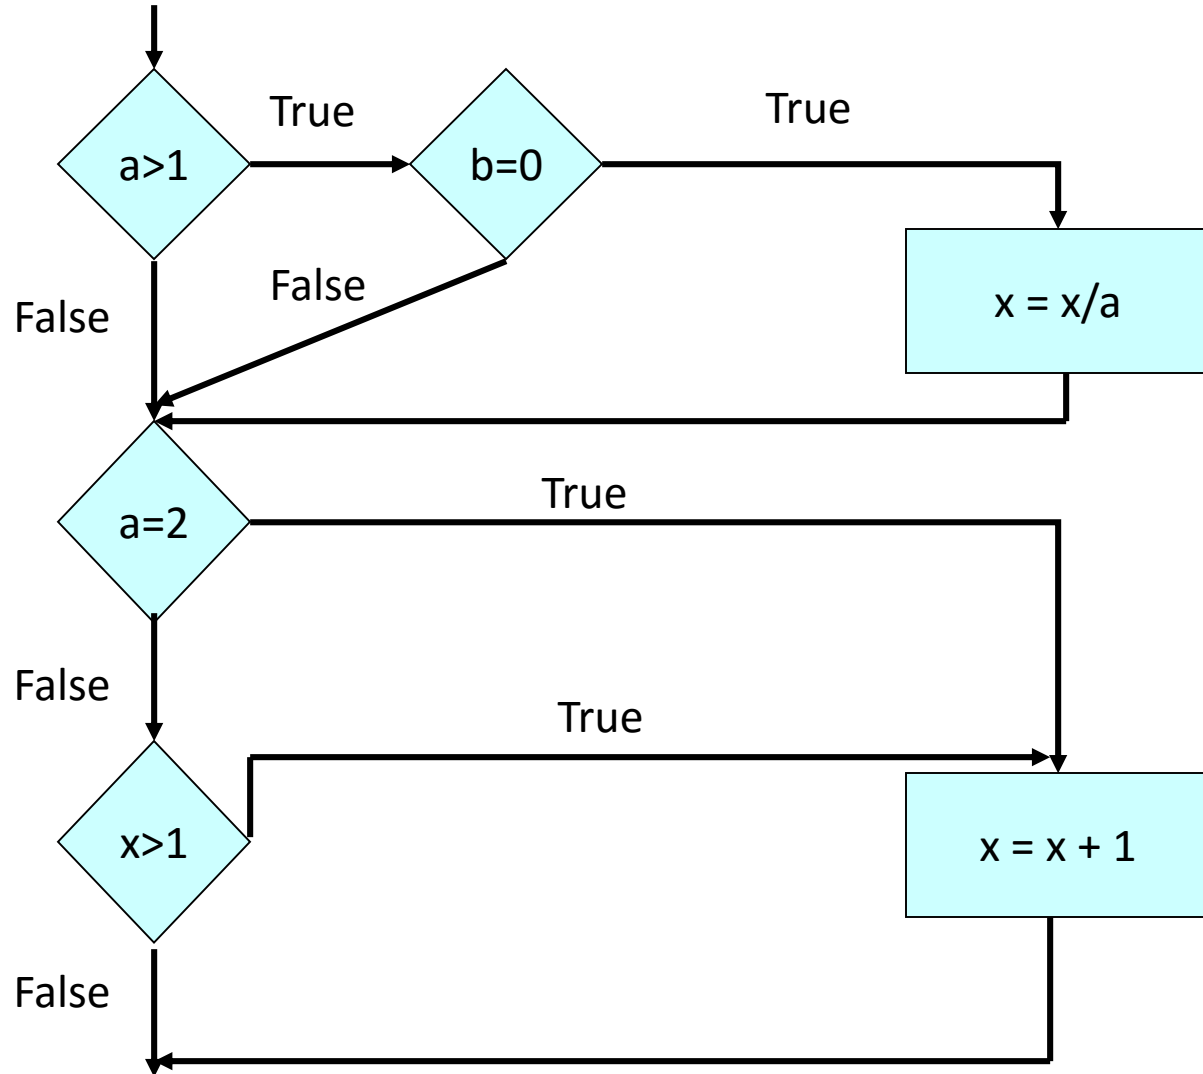 True
True
a>1
b=0
False
False
x = x/a
True
a=2
False
True
x>1
x = x + 1
False